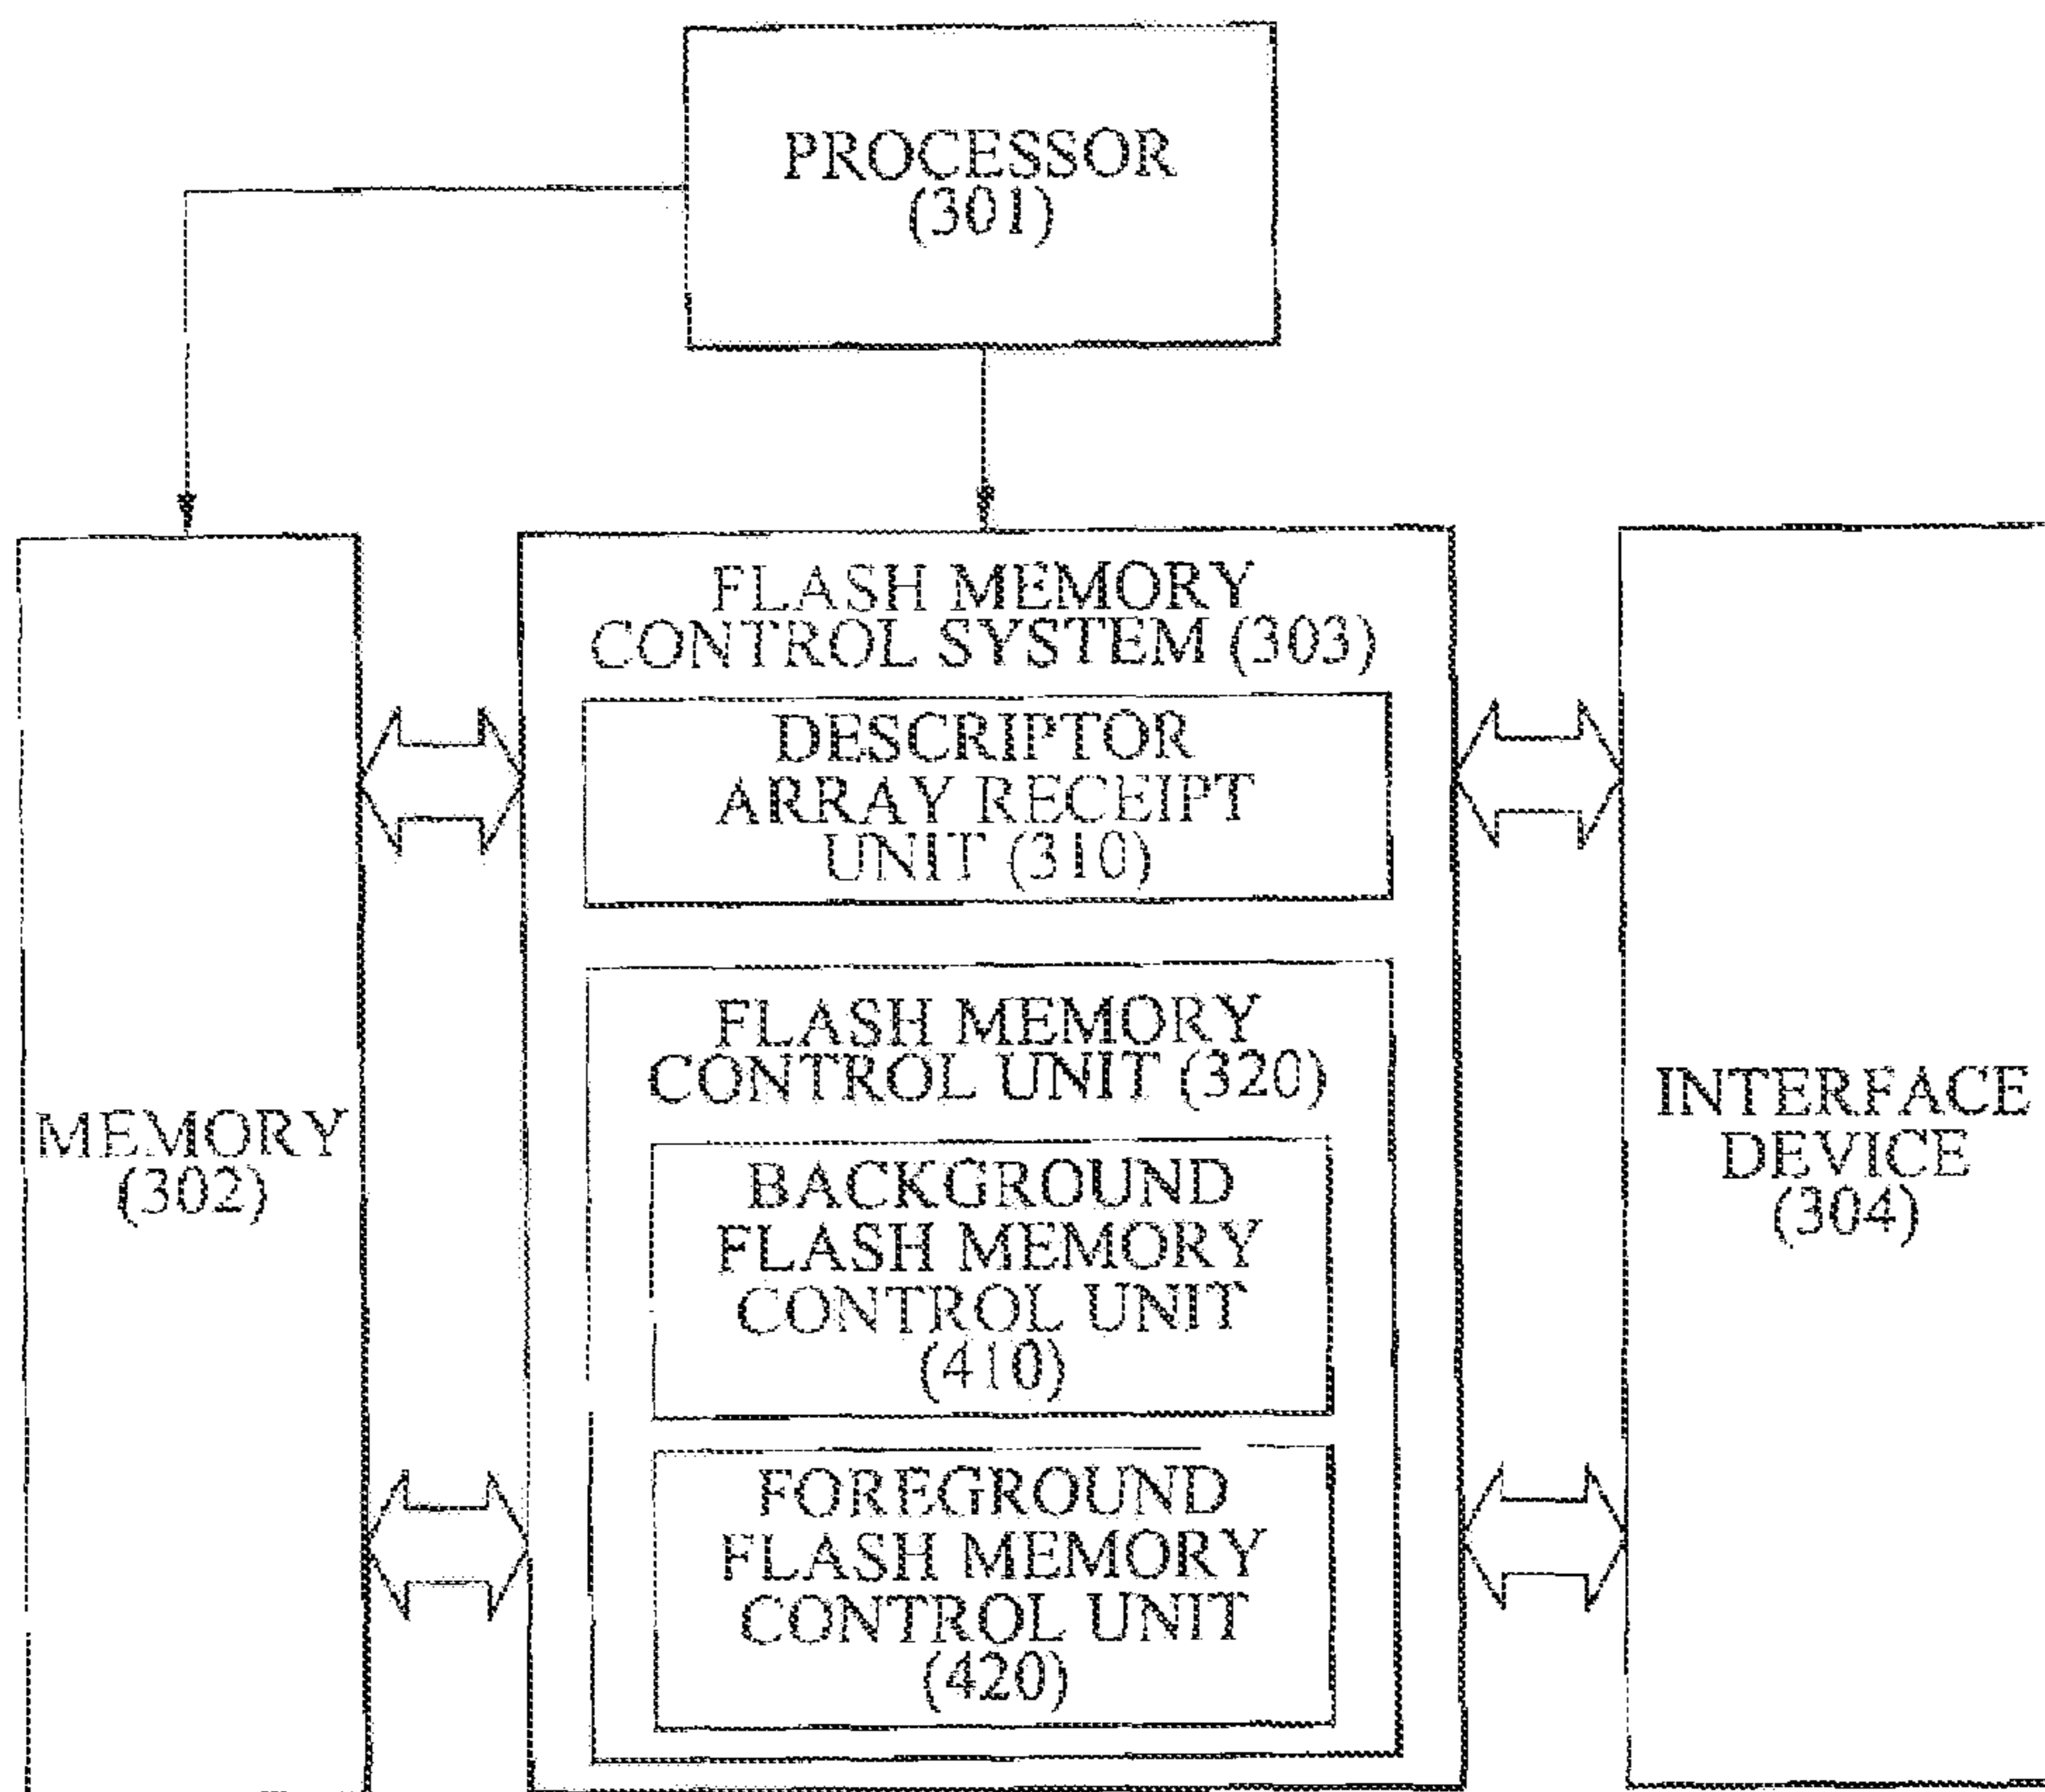 PROCESSOR
(301)
FLASH MEMORY
CONTROL SYSTEM (303)
DESCRIPTOR
ARRAY RECEIPT
UNIT (310)
FLASH MEMORY
CONTROL UNIT (320)
MEMORY
(302)
BACKGROUND
FLASH MEMORY
CONTROL UNIT
(410)
FOREGROUND
FLASH MEMORY
CONTROL UNIT
(420)
INTERFACE
DEVICE
(304)